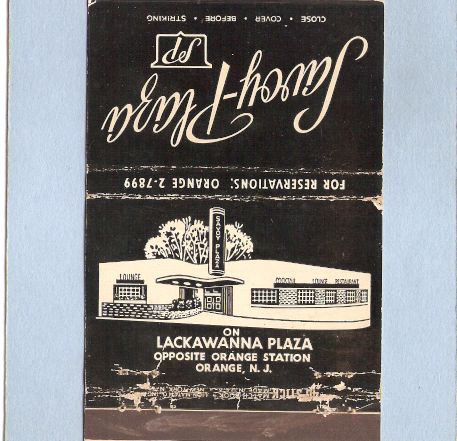 CLOSE • COVER • BEFORE • STRIKING
SP
Savoy-Plaza
FOR RESERVATIONS: ORANGE 2-7899
SAVOY PLAZA
LOUNGE
COCKTAIL LOUNGE RESTAURANT
ON
LACKAWANNA PLAZA
OPPOSITE ORANGE STATION
ORANGE, N. J.